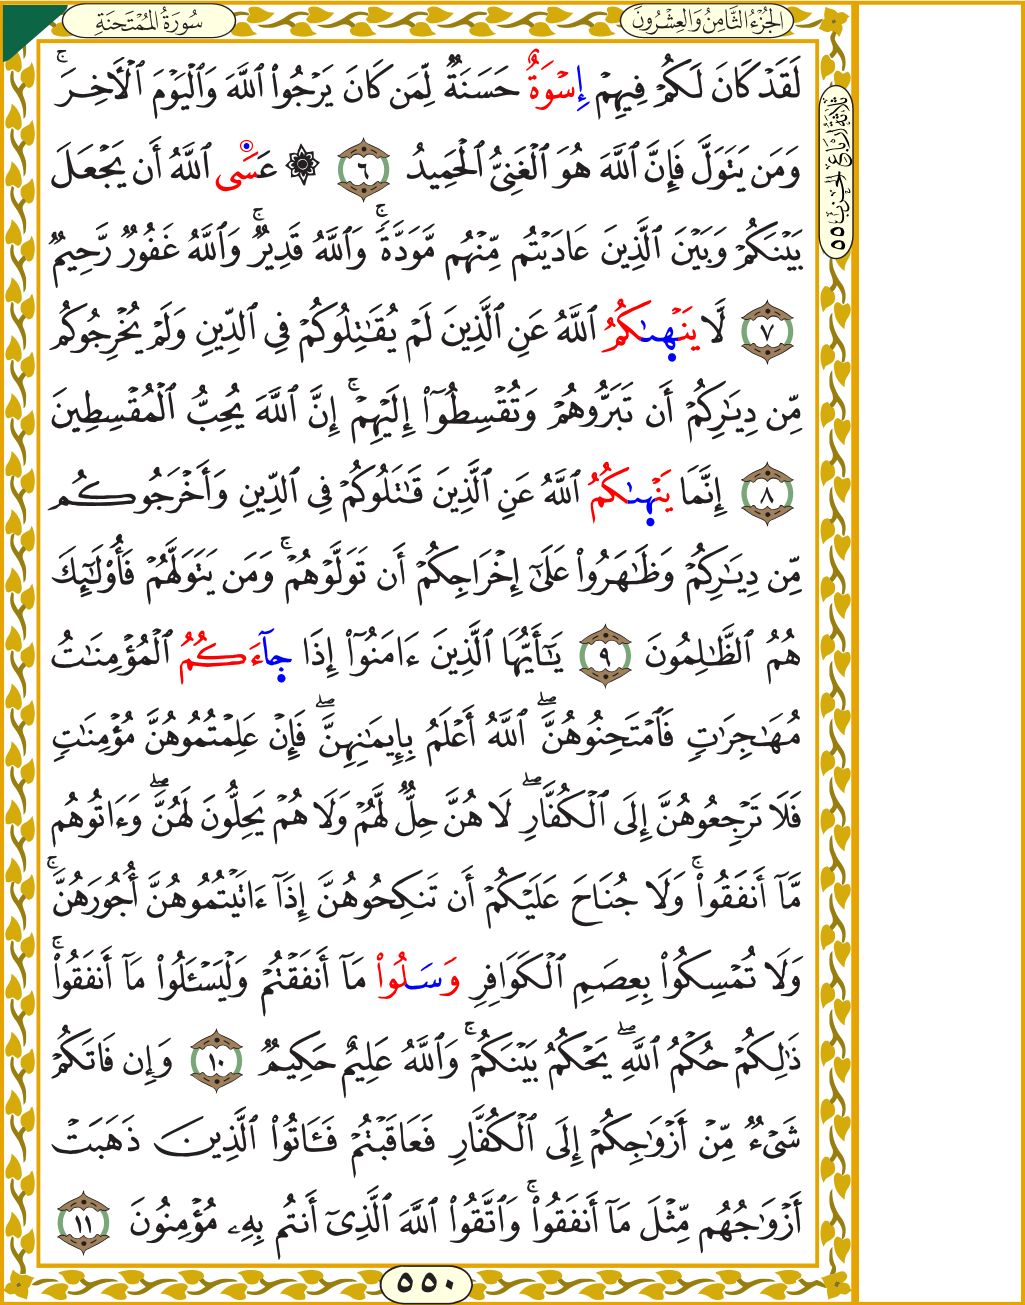 سُورَةُ المُمْتَحنَةِ
الجُزْءُ الثَّامِنُ وَالعِشْرُونَ
ثَلَاثَةُ أَرْبَاعِ الحِزْبِ ٥٥
لَقَدْ كَانَ لَكُمْ فِيهِمْ إِسْوَةٌ حَسَنَةٌ لِّمَن كَانَ يَرْجُوا۟ ٱللَّهَ وَٱلْيَوْمَ ٱلْأَخِرَۚ
وَمَن يَتَوَلَّ فَإِنَّ ٱللَّهَ هُوَ ٱلْغَنِىُّ ٱلْحَمِيدُ ٦ ۞ عَسَى ٱللَّهُ أَن يَجْعَلَ
بَيْنَكُمْ وَبَيْنَ ٱلَّذِينَ عَادَيْتُم مِّنْهُم مَّوَدَّةًۚ وَٱللَّهُ قَدِيرٌۚ وَٱللَّهُ غَفُورٌ رَّحِيمٌ
٧ لَّا يَنْهىٰكُمُ ٱللَّهُ عَنِ ٱلَّذِينَ لَمْ يُقَٰتِلُوكُمْ فِى ٱلدِّينِ وَلَمْ يُخْرِجُوكُم
مِّن دِيَٰرِكُمْ أَن تَبَرُّوهُمْ وَتُقْسِطُوٓا۟ إِلَيْهِمْۚ إِنَّ ٱللَّهَ يُحِبُّ ٱلْمُقْسِطِينَ
٨ إِنَّمَا يَنْهىٰكُمُ ٱللَّهُ عَنِ ٱلَّذِينَ قَٰتَلُوكُمْ فِى ٱلدِّينِ وَأَخْرَجُوكُم
مِّن دِيَٰرِكُمْ وَظَٰهَرُوا۟ عَلَىٰٓ إِخْرَاجِكُمْ أَن تَوَلَّوْهُمْۚ وَمَن يَتَوَلَّهُمْ فَأُو۟لَٰٓئِكَ
هُمُ ٱلظَّٰلِمُونَ ٩ يَٰٓأَيُّهَا ٱلَّذِينَ ءَامَنُوٓا۟ إِذَا جَآءَكُمُ ٱلْمُؤْمِنَٰتُ
مُهَٰجِرَٰتٍ فَٱمْتَحِنُوهُنَّۖ ٱللَّهُ أَعْلَمُ بِإِيمَٰنِهِنَّۖ فَإِنْ عَلِمْتُمُوهُنَّ مُؤْمِنَٰتٍ
فَلَا تَرْجِعُوهُنَّ إِلَى ٱلْكُفَّارِۖ لَا هُنَّ حِلٌّ لَّهُمْ وَلَا هُمْ يَحِلُّونَ لَهُنَّۖ وَءَاتُوهُم
مَّآ أَنفَقُوا۟ۚ وَلَا جُنَاحَ عَلَيْكُمْ أَن تَنكِحُوهُنَّ إِذَآ ءَاتَيْتُمُوهُنَّ أُجُورَهُنَّۚ
وَلَا تُمْسِكُوا۟ بِعِصَمِ ٱلْكَوَافِرِ وَسَلُوا۟ مَآ أَنفَقْتُمْ وَلْيَسْـَٔلُوا۟ مَآ أَنفَقُوا۟ۚ
ذَٰلِكُمْ حُكْمُ ٱللَّهِۖ يَحْكُمُ بَيْنَكُمْۚ وَٱللَّهُ عَلِيمٌ حَكِيمٌ ١٠ وَإِن فَاتَكُمْ
شَىْءٌ مِّنْ أَزْوَٰجِكُمْ إِلَى ٱلْكُفَّارِ فَعَاقَبْتُمْ فَـَٔاتُوا۟ ٱلَّذِينَ ذَهَبَتْ
أَزْوَٰجُهُم مِّثْلَ مَآ أَنفَقُوا۟ۚ وَٱتَّقُوا۟ ٱللَّهَ ٱلَّذِىٓ أَنتُم بِهِۦ مُؤْمِنُونَ ١١
٥٥٠